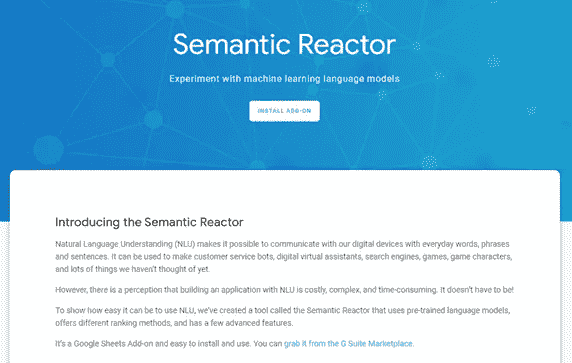 Semantic Reactor
Experiment with machine learning language models
INSTALL ADD-ON
Introducing the Semantic Reactor
Natural Language Understanding (NLU) makes it possible to communicate with our digital devices with everyday words, phrases
and sentences. It can be used to make customer service bots, digital virtual assistants, search engines, games, game characters,
and lots of things we haven't thought of yet.
However, there is a perception that building an application with NLU is costly, complex, and time-consuming. It doesn't have to be!
To show how easy it can be to use NLU, we've created a tool called the Semantic Reactor that uses pre-trained language models,
offers different ranking methods, and has a few advanced features.
It's a Google Sheets Add-on and easy to install and use. You can grab it from the G Suite Marketplace.